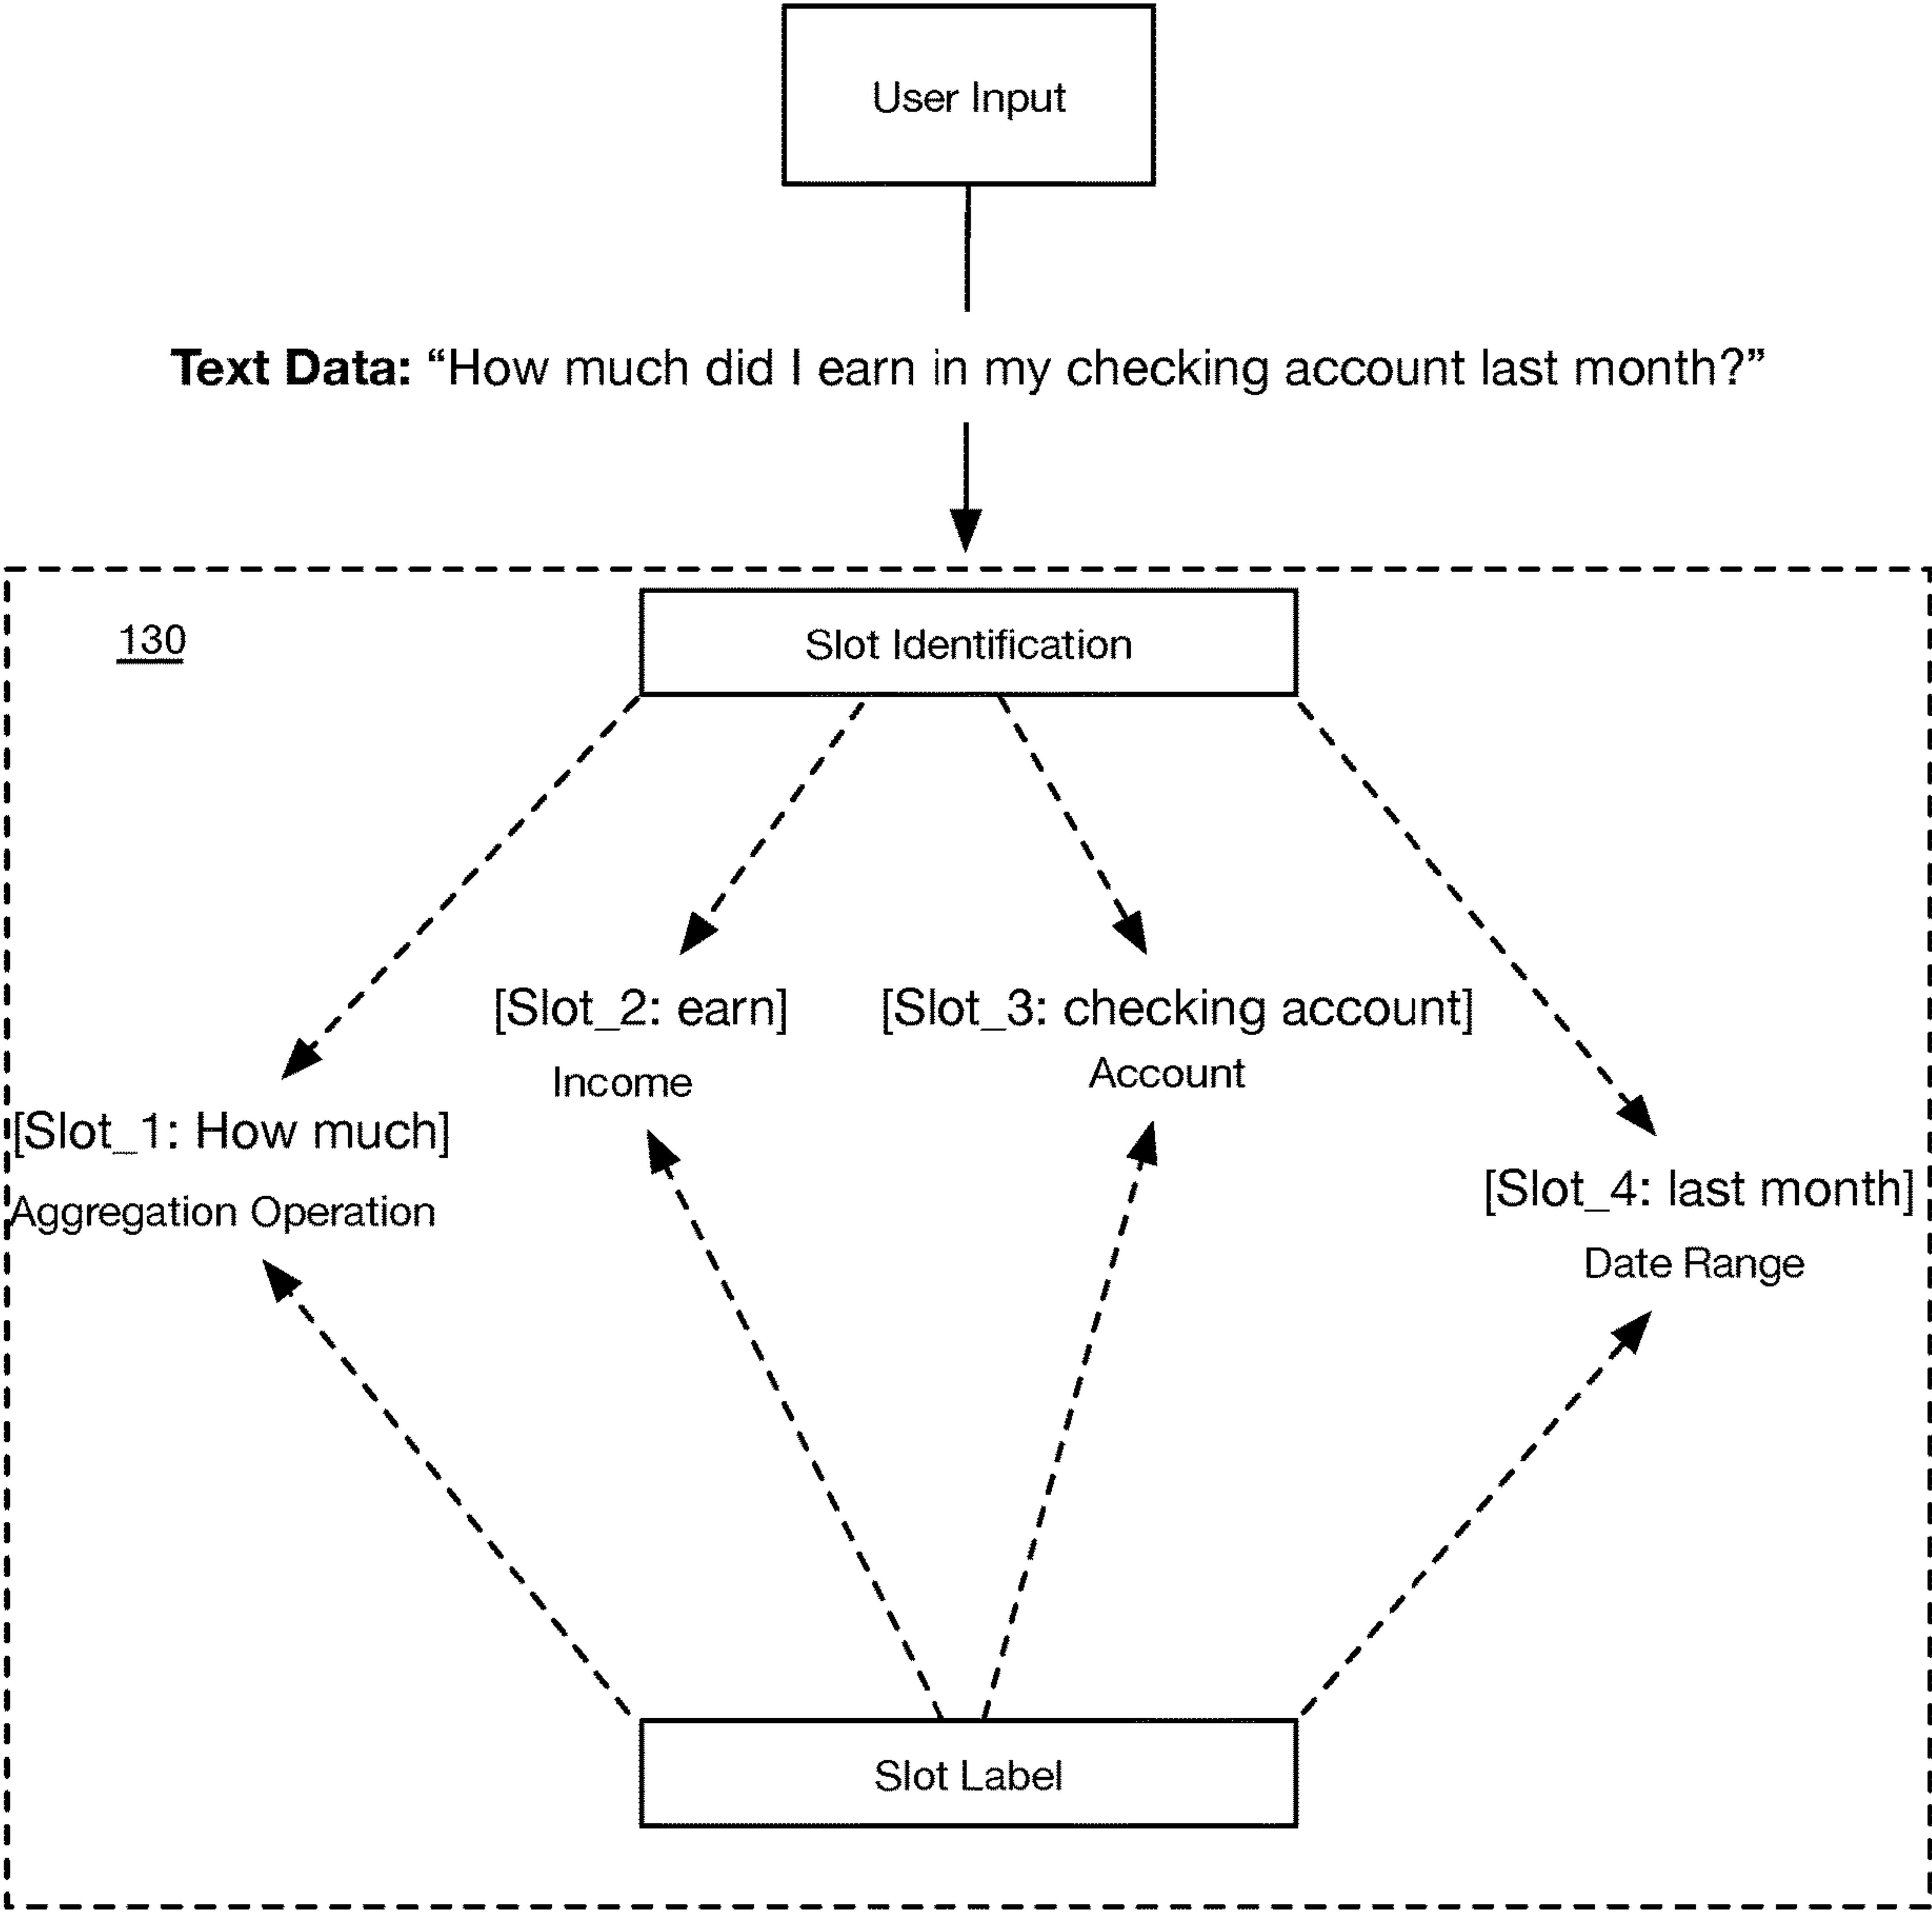 User Input
Text Data: “How much did I earn in my checking account last month?”
130
Slot Identification
[Slot_1: How much]
Aggregation Operation
[Slot_2: earn]
Income
[Slot_3: checking account]
Account
[Slot_4: last month]
Date Range
Slot Label